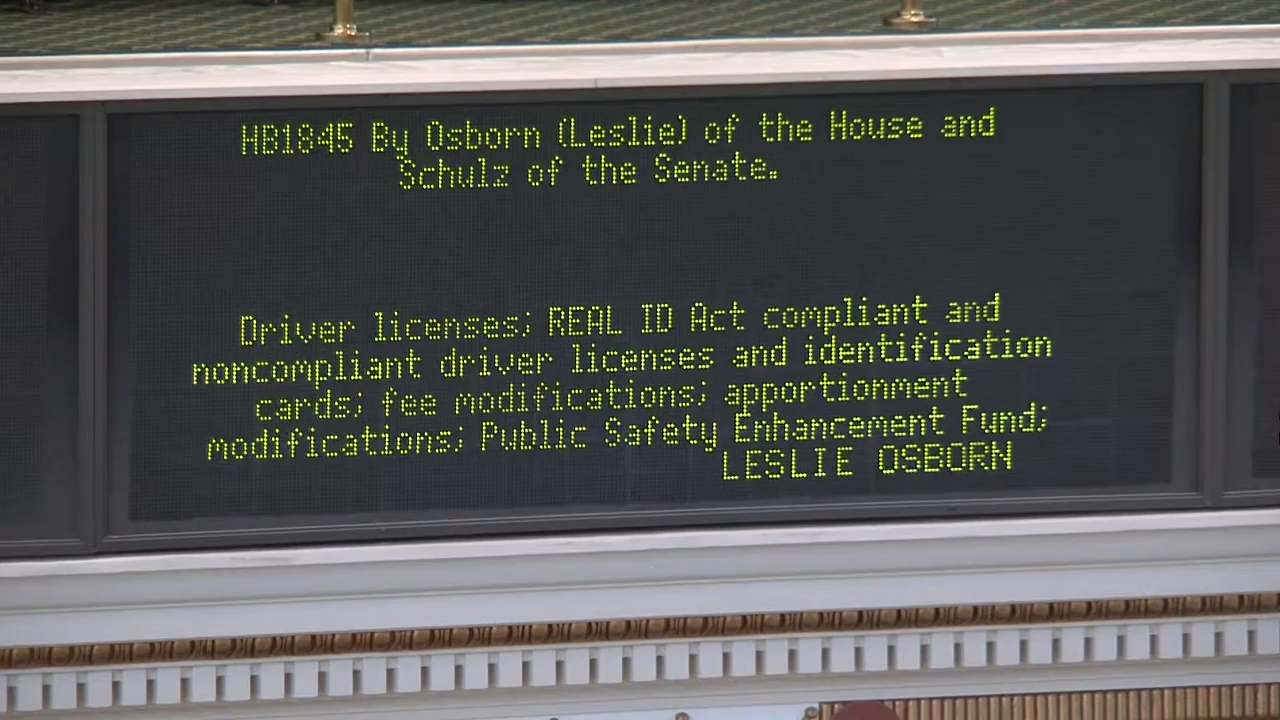 HB1845 By Osborn (Leslie) of the House and
Schulz of the Senate.
Driver licenses; REAL ID Act compliant and
noncompliant driver licenses and identification
cards; fee modifications; apportionment
modifications; Public Safety Enhancement Fund;
LESLIE OSBORN